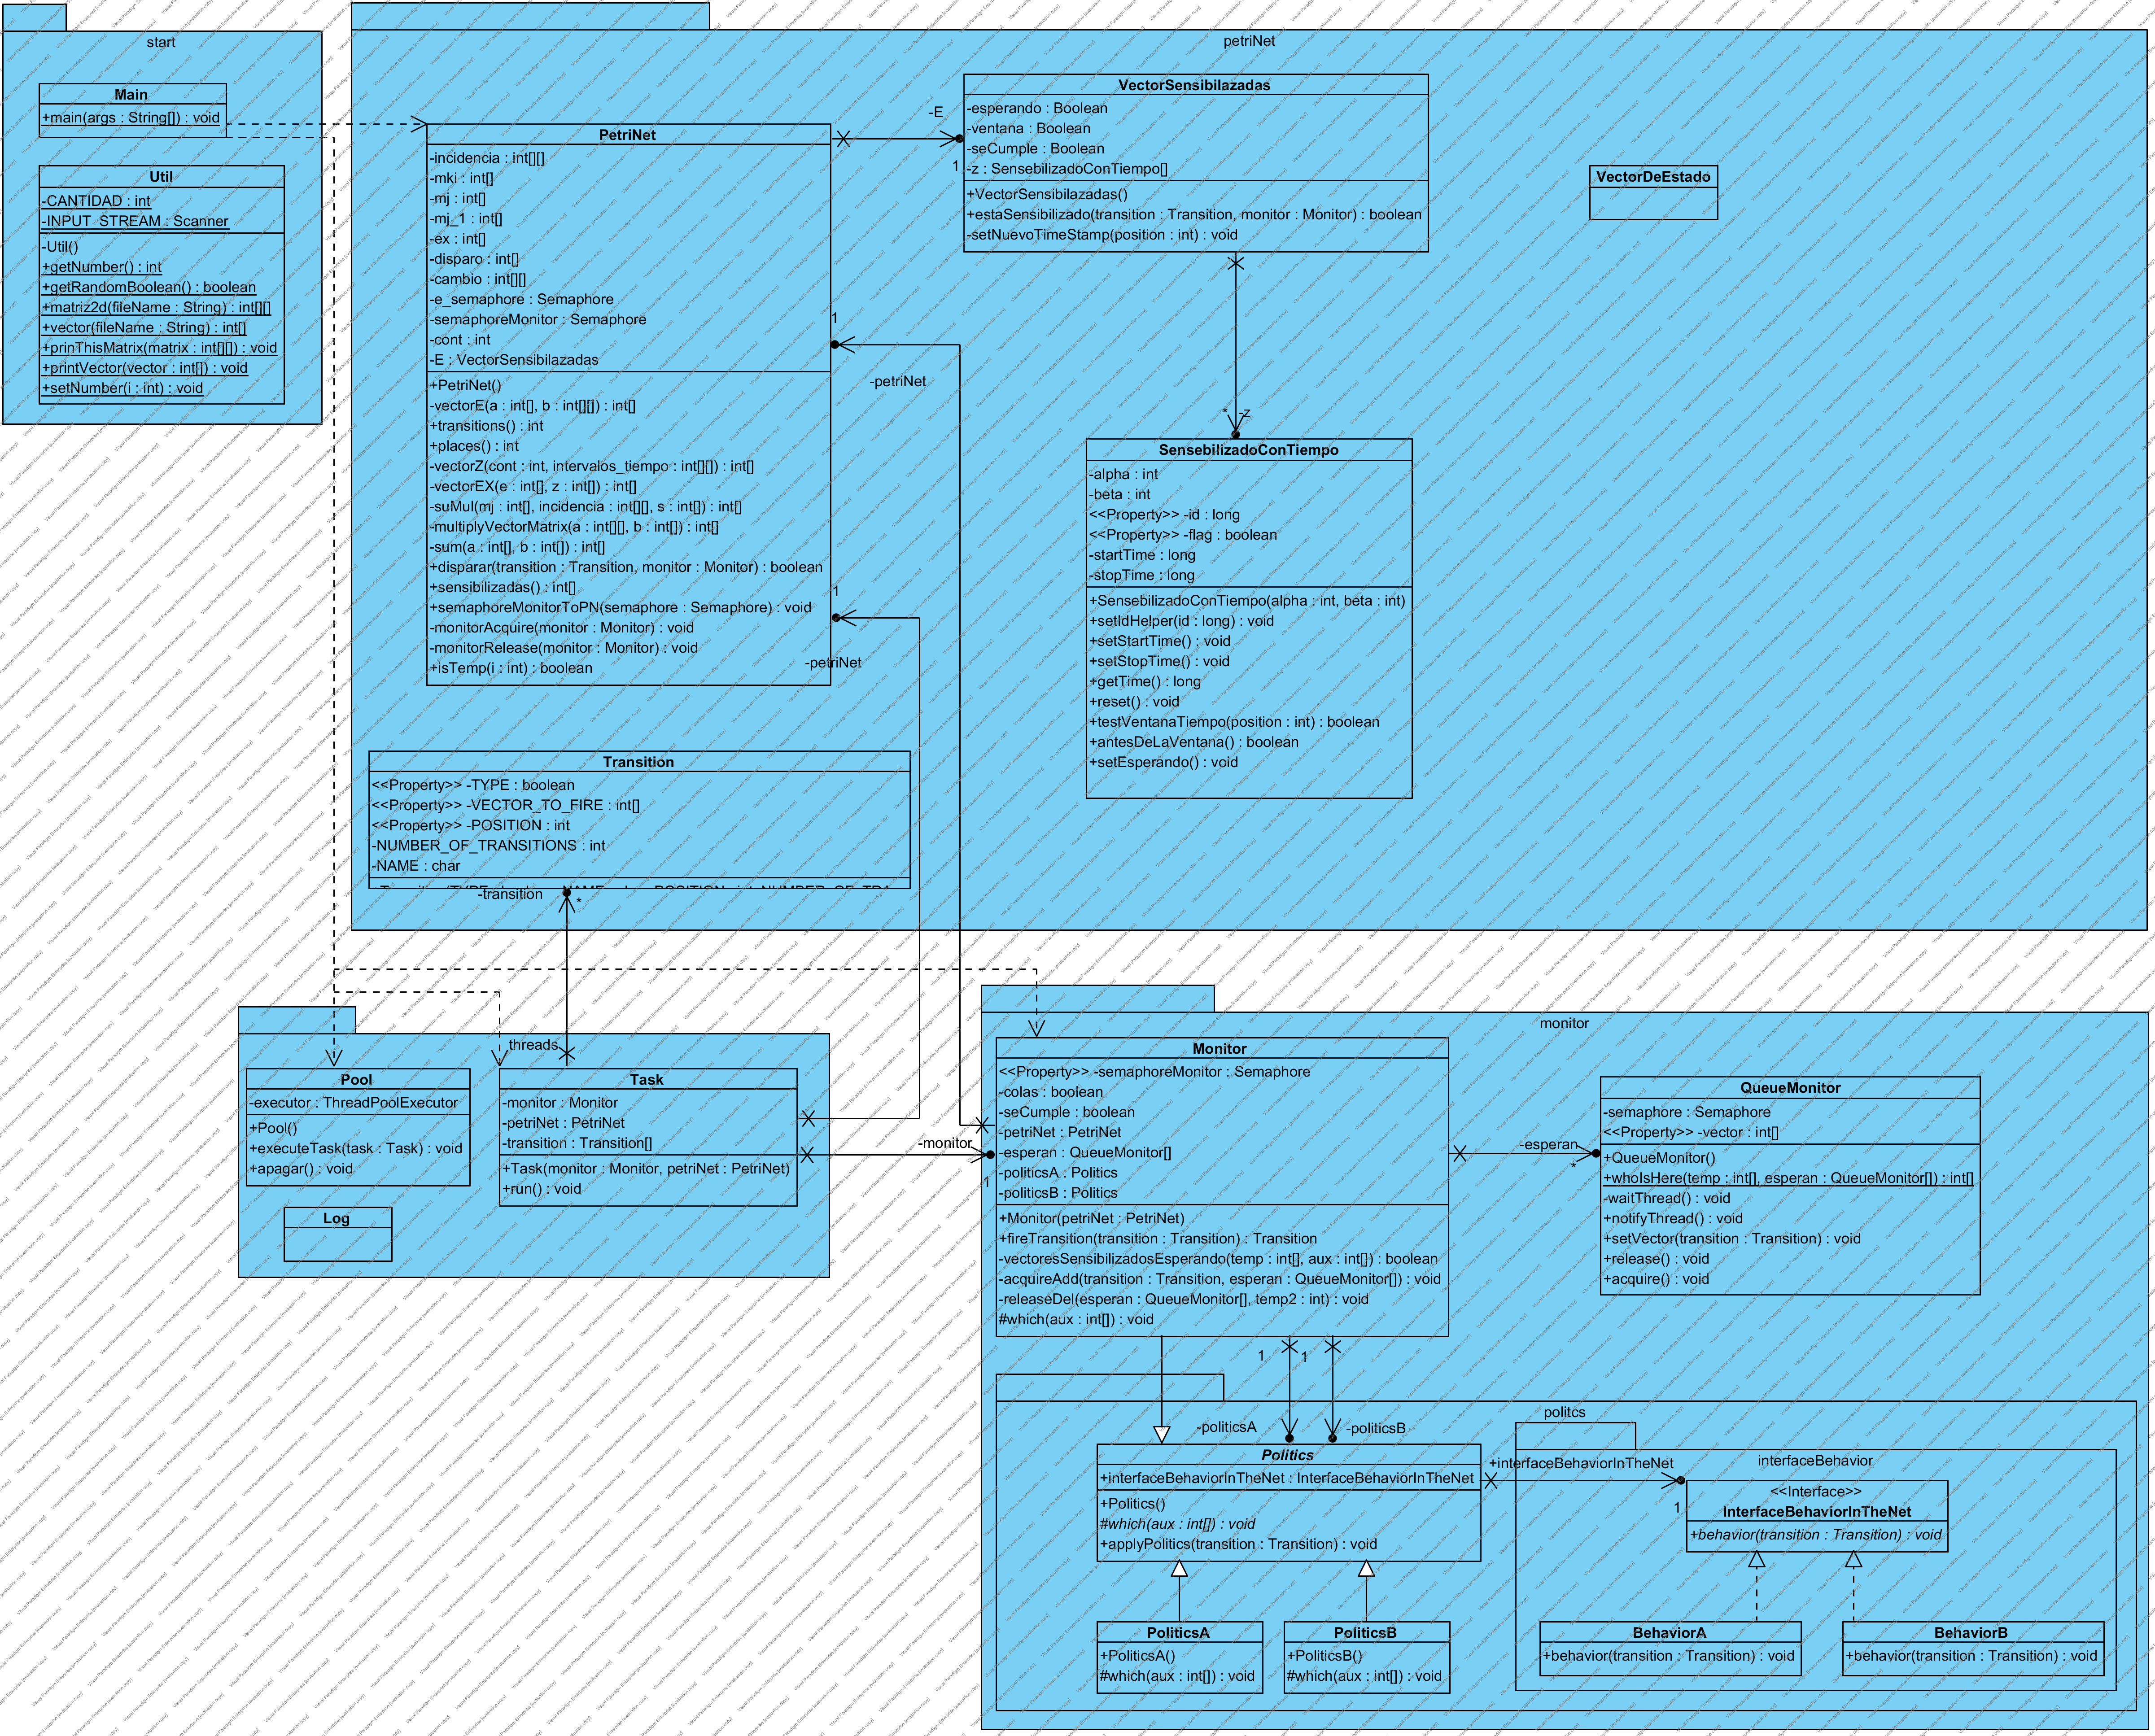 start
Main
+main(args : String[]) : void
Util
-CANTIDAD : int
-INPUT_STREAM : Scanner
-Util()
+getNumber() : int
+getRandomBoolean() : boolean
+matriz2d(fileName : String) : int[][]
+vector(fileName : String) : int[]
+prinThisMatrix(matrix : int[][]) : void
+printVector(vector : int[]) : void
+setNumber(i : int) : void
petriNet
PetriNet
-incidencia : int[][]
-mki : int[]
-mj : int[]
-mj_1 : int[]
-ex : int[]
-disparo : int[]
-cambio : int[][]
-e_semaphore : Semaphore
-semaphoreMonitor : Semaphore
-cont : int
-E : VectorSensibilazadas
+PetriNet()
-vectorE(a : int[], b : int[][]) : int[]
+transitions() : int
+places() : int
-vectorZ(cont : int, intervalos_tiempo : int[][]) : int[]
-vectorEX(e : int[], z : int[]) : int[]
-suMul(mj : int[], incidencia : int[][], s : int[]) : int[]
-multiplyVectorMatrix(a : int[][], b : int[]) : int[]
-sum(a : int[], b : int[]) : int[]
+disparar(transition : Transition, monitor : Monitor) : boolean
+sensibilizadas() : int[]
+semaphoreMonitorToPN(semaphore : Semaphore) : void
-monitorAcquire(monitor : Monitor) : void
-monitorRelease(monitor : Monitor) : void
+isTemp(i : int) : boolean
-E
1
VectorSensibilazadas
-esperando : Boolean
-ventana : Boolean
-seCumple : Boolean
-z : SensebilizadoConTiempo[]
+VectorSensibilazadas()
+estaSensibilizado(transition : Transition, monitor : Monitor) : boolean
-setNuevoTimeStamp(position : int) : void
VectorDeEstado
1
-petriNet
1
-petriNet
* -z
SensebilizadoConTiempo
-alpha : int
-beta : int
<<Property>> -id : long
<<Property>> -flag : boolean
-startTime : long
-stopTime : long
+SensebilizadoConTiempo(alpha : int, beta : int)
+setIdHelper(id : long) : void
+setStartTime() : void
+setStopTime() : void
+getTime() : long
+reset() : void
+testVentanaTiempo(position : int) : boolean
+antesDeLaVentana() : boolean
+setEsperando() : void
Transition
<<Property>> -TYPE : boolean
<<Property>> -VECTOR_TO_FIRE : int[]
<<Property>> -POSITION : int
-NUMBER_OF_TRANSITIONS : int
-NAME : char
-transition
*
threads
Pool
-executor : ThreadPoolExecutor
+Pool()
+executeTask(task : Task) : void
+apagar() : void
Task
-monitor : Monitor
-petriNet : PetriNet
-transition : Transition[]
+Task(monitor : Monitor, petriNet : PetriNet)
+run() : void
Log
-monitor
1
monitor
Monitor
<<Property>> -semaphoreMonitor : Semaphore
-colas : boolean
-seCumple : boolean
-petriNet : PetriNet
-esperan : QueueMonitor[]
-politicsA : Politics
-politicsB : Politics
+Monitor(petriNet : PetriNet)
+fireTransition(transition : Transition) : Transition
-vectoresSensibilizadosEsperando(temp : int[], aux : int[]) : boolean
-acquireAdd(transition : Transition, esperan : QueueMonitor[]) : void
-releaseDel(esperan : QueueMonitor[], temp2 : int) : void
#which(aux : int[]) : void
-esperan
*
QueueMonitor
-semaphore : Semaphore
<<Property>> -vector : int[]
+QueueMonitor()
+whoIsHere(temp : int[], esperan : QueueMonitor[]) : int[]
-waitThread() : void
+notifyThread() : void
+setVector(transition : Transition) : void
+release() : void
+acquire() : void
1
1
politcs
-politicsA
-politicsB
Politics
+interfaceBehaviorInTheNet : InterfaceBehaviorInTheNet
+Politics()
#which(aux : int[]) : void
+applyPolitics(transition : Transition) : void
+interfaceBehaviorInTheNet
1
interfaceBehavior
<<Interface>>
InterfaceBehaviorInTheNet
+behavior(transition : Transition) : void
PoliticsA
+PoliticsA()
#which(aux : int[]) : void
PoliticsB
+PoliticsB()
#which(aux : int[]) : void
BehaviorA
+behavior(transition : Transition) : void
BehaviorB
+behavior(transition : Transition) : void